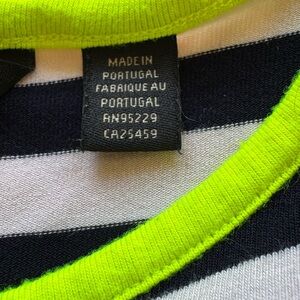 MADE IN
PORTUGAL
FABRIQUE AU
PORTUGAL
RN95229
CA25459